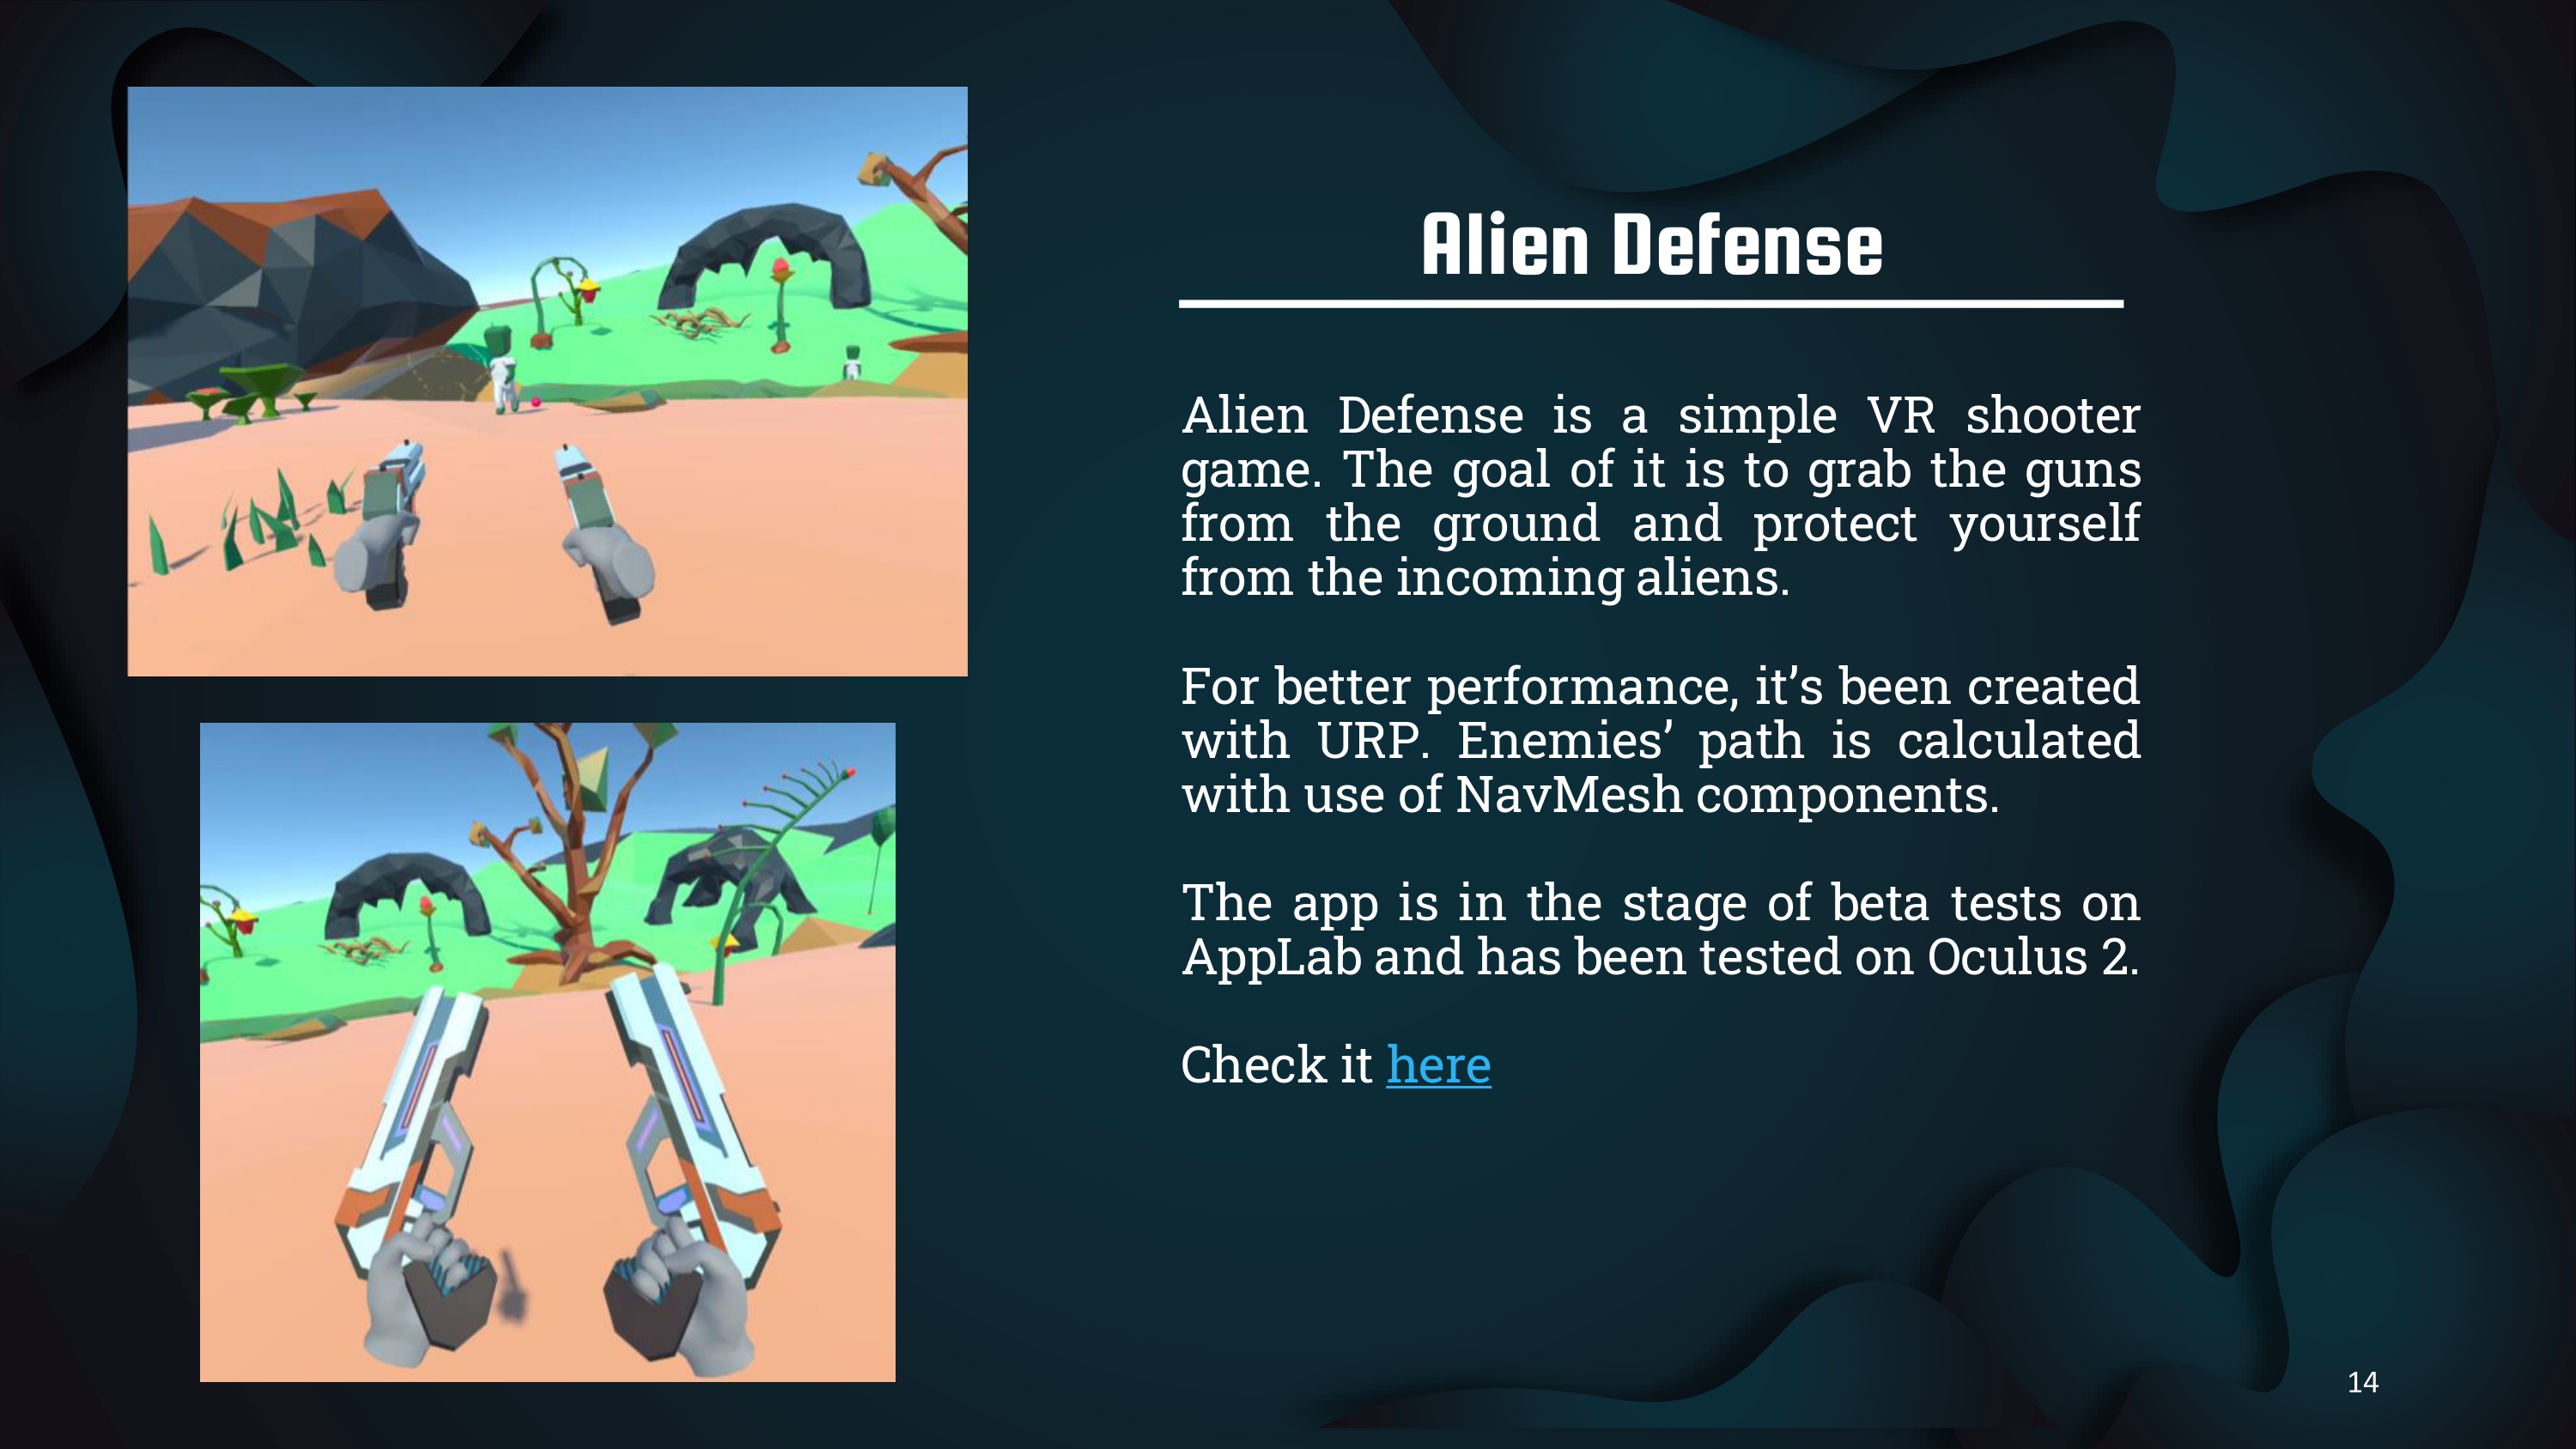 Alien Defense
Alien Defense is a simple VR shooter
game. The goal of it is to grab the guns
from the ground and protect yourself
from the incoming aliens.
For better performance, it’s been created
with URP. Enemies’ path is calculated
with use of NavMesh components.
The app is in the stage of beta tests on
AppLab and has been tested on Oculus 2.
Check it here
14